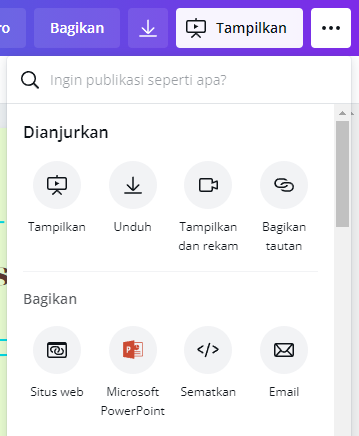 ro
Bagikan
Tampilkan
Ingin publikasi seperti apa?
Dianjurkan
Tampilkan
Unduh
Tampilkan
dan rekam
Bagikan
tautan
Bagikan
Situs web
Microsoft
PowerPoint
Sematkan
Email